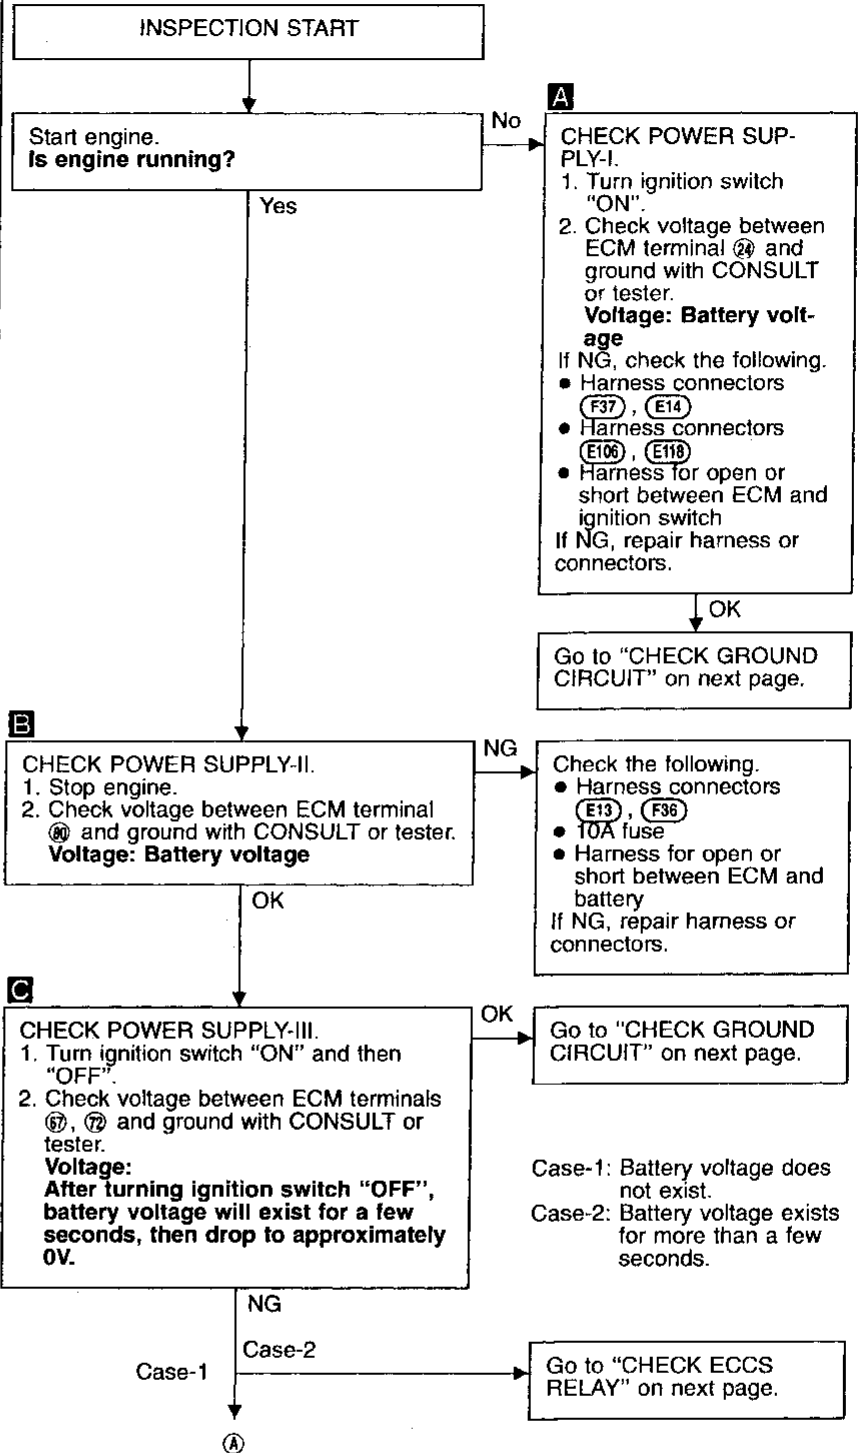 INSPECTION START
Start engine.
Is engine running?
No
Yes
A
CHECK POWER SUP-
PLY-I.
1. Turn ignition switch
"ON".
2. Check voltage between
ECM terminal 24 and
ground with CONSULT
or tester.
Voltage: Battery volt-
age
If NG, check the following.
● Harness connectors
F37 , E14
● Harness connectors
E106 , E118
● Harness for open or
short between ECM and
ignition switch
If NG, repair harness or
connectors.
OK
Go to "CHECK GROUND
CIRCUIT" on next page.
B
CHECK POWER SUPPLY-II.
1. Stop engine.
2. Check voltage between ECM terminal
80 and ground with CONSULT or tester.
Voltage: Battery voltage
NG
Check the following.
● Harness connectors
E13 , F36
● 10A fuse
● Harness for open or
short between ECM and
battery
If NG, repair harness or
connectors.
OK
C
CHECK POWER SUPPLY-III.
1. Turn ignition switch "ON" and then
"OFF".
2. Check voltage between ECM terminals
67, 72 and ground with CONSULT or
tester.
Voltage:
After turning ignition switch "OFF",
battery voltage will exist for a few
seconds, then drop to approximately
0V.
OK
Go to "CHECK GROUND
CIRCUIT" on next page.
Case-1: Battery voltage does
not exist.
Case-2: Battery voltage exists
for more than a few
seconds.
NG
Case-2
Case-1
Go to "CHECK ECCS
RELAY" on next page.
Ⓐ